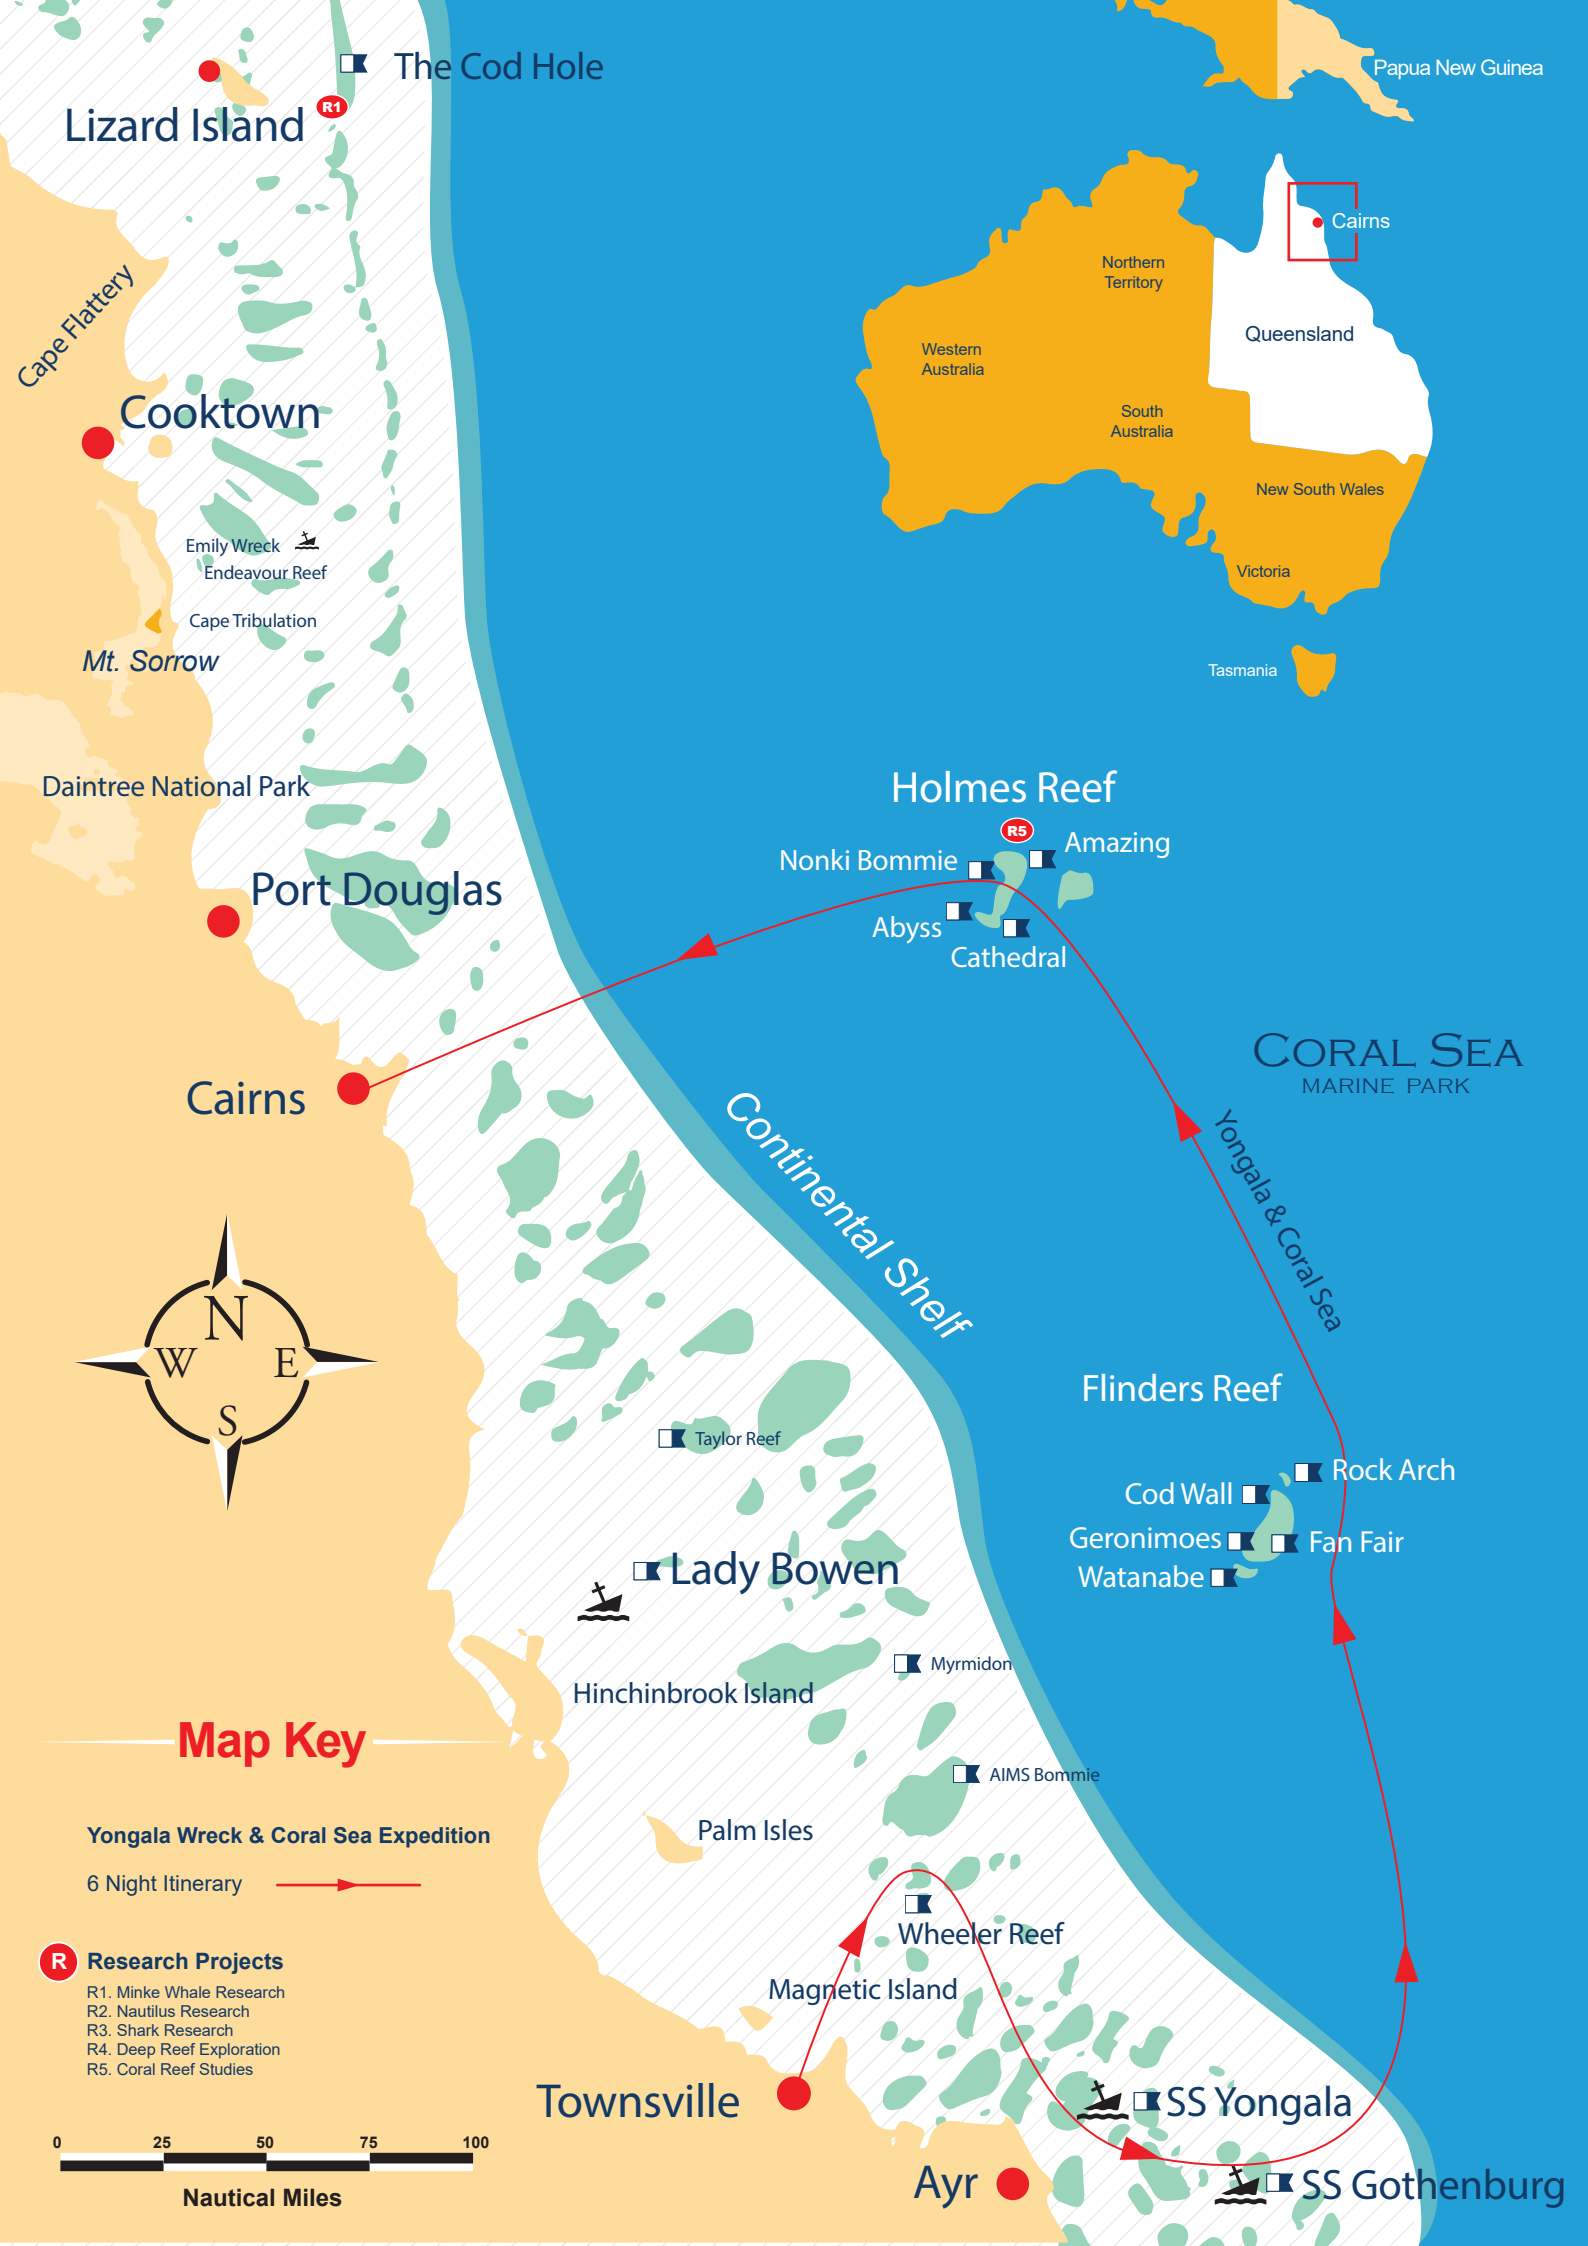 The Cod Hole
Papua New Guinea
R1
Lizard Island
Cairns
Northern
Territory
Cape Flattery
Queensland
Western
Australia
Cooktown
South
Australia
New South Wales
Emily Wreck
Endeavour Reef
Victoria
Cape Tribulation
Mt. Sorrow
Tasmania
Daintree National Park
Holmes Reef
R5
Amazing
Nonki Bommie
Port Douglas
Abyss
Cathedral
CORAL SEA
MARINE PARK
Cairns
Continental Shelf
Yongala & Coral Sea
N
W
E
S
Flinders Reef
Taylor Reef
Rock Arch
Cod Wall
Geronimoes
Fan Fair
Watanabe
Lady Bowen
Myrmidon
Hinchinbrook Island
Map Key
AIMS Bommie
Yongala Wreck & Coral Sea Expedition
Palm Isles
6 Night Itinerary
Wheeler Reef
R
Research Projects
R1. Minke Whale Research
R2. Nautilus Research
R3. Shark Research
R4. Deep Reef Exploration
R5. Coral Reef Studies
Magnetic Island
Townsville
SS Yongala
0 25 50 75 100
Nautical Miles
Ayr
SS Gothenburg